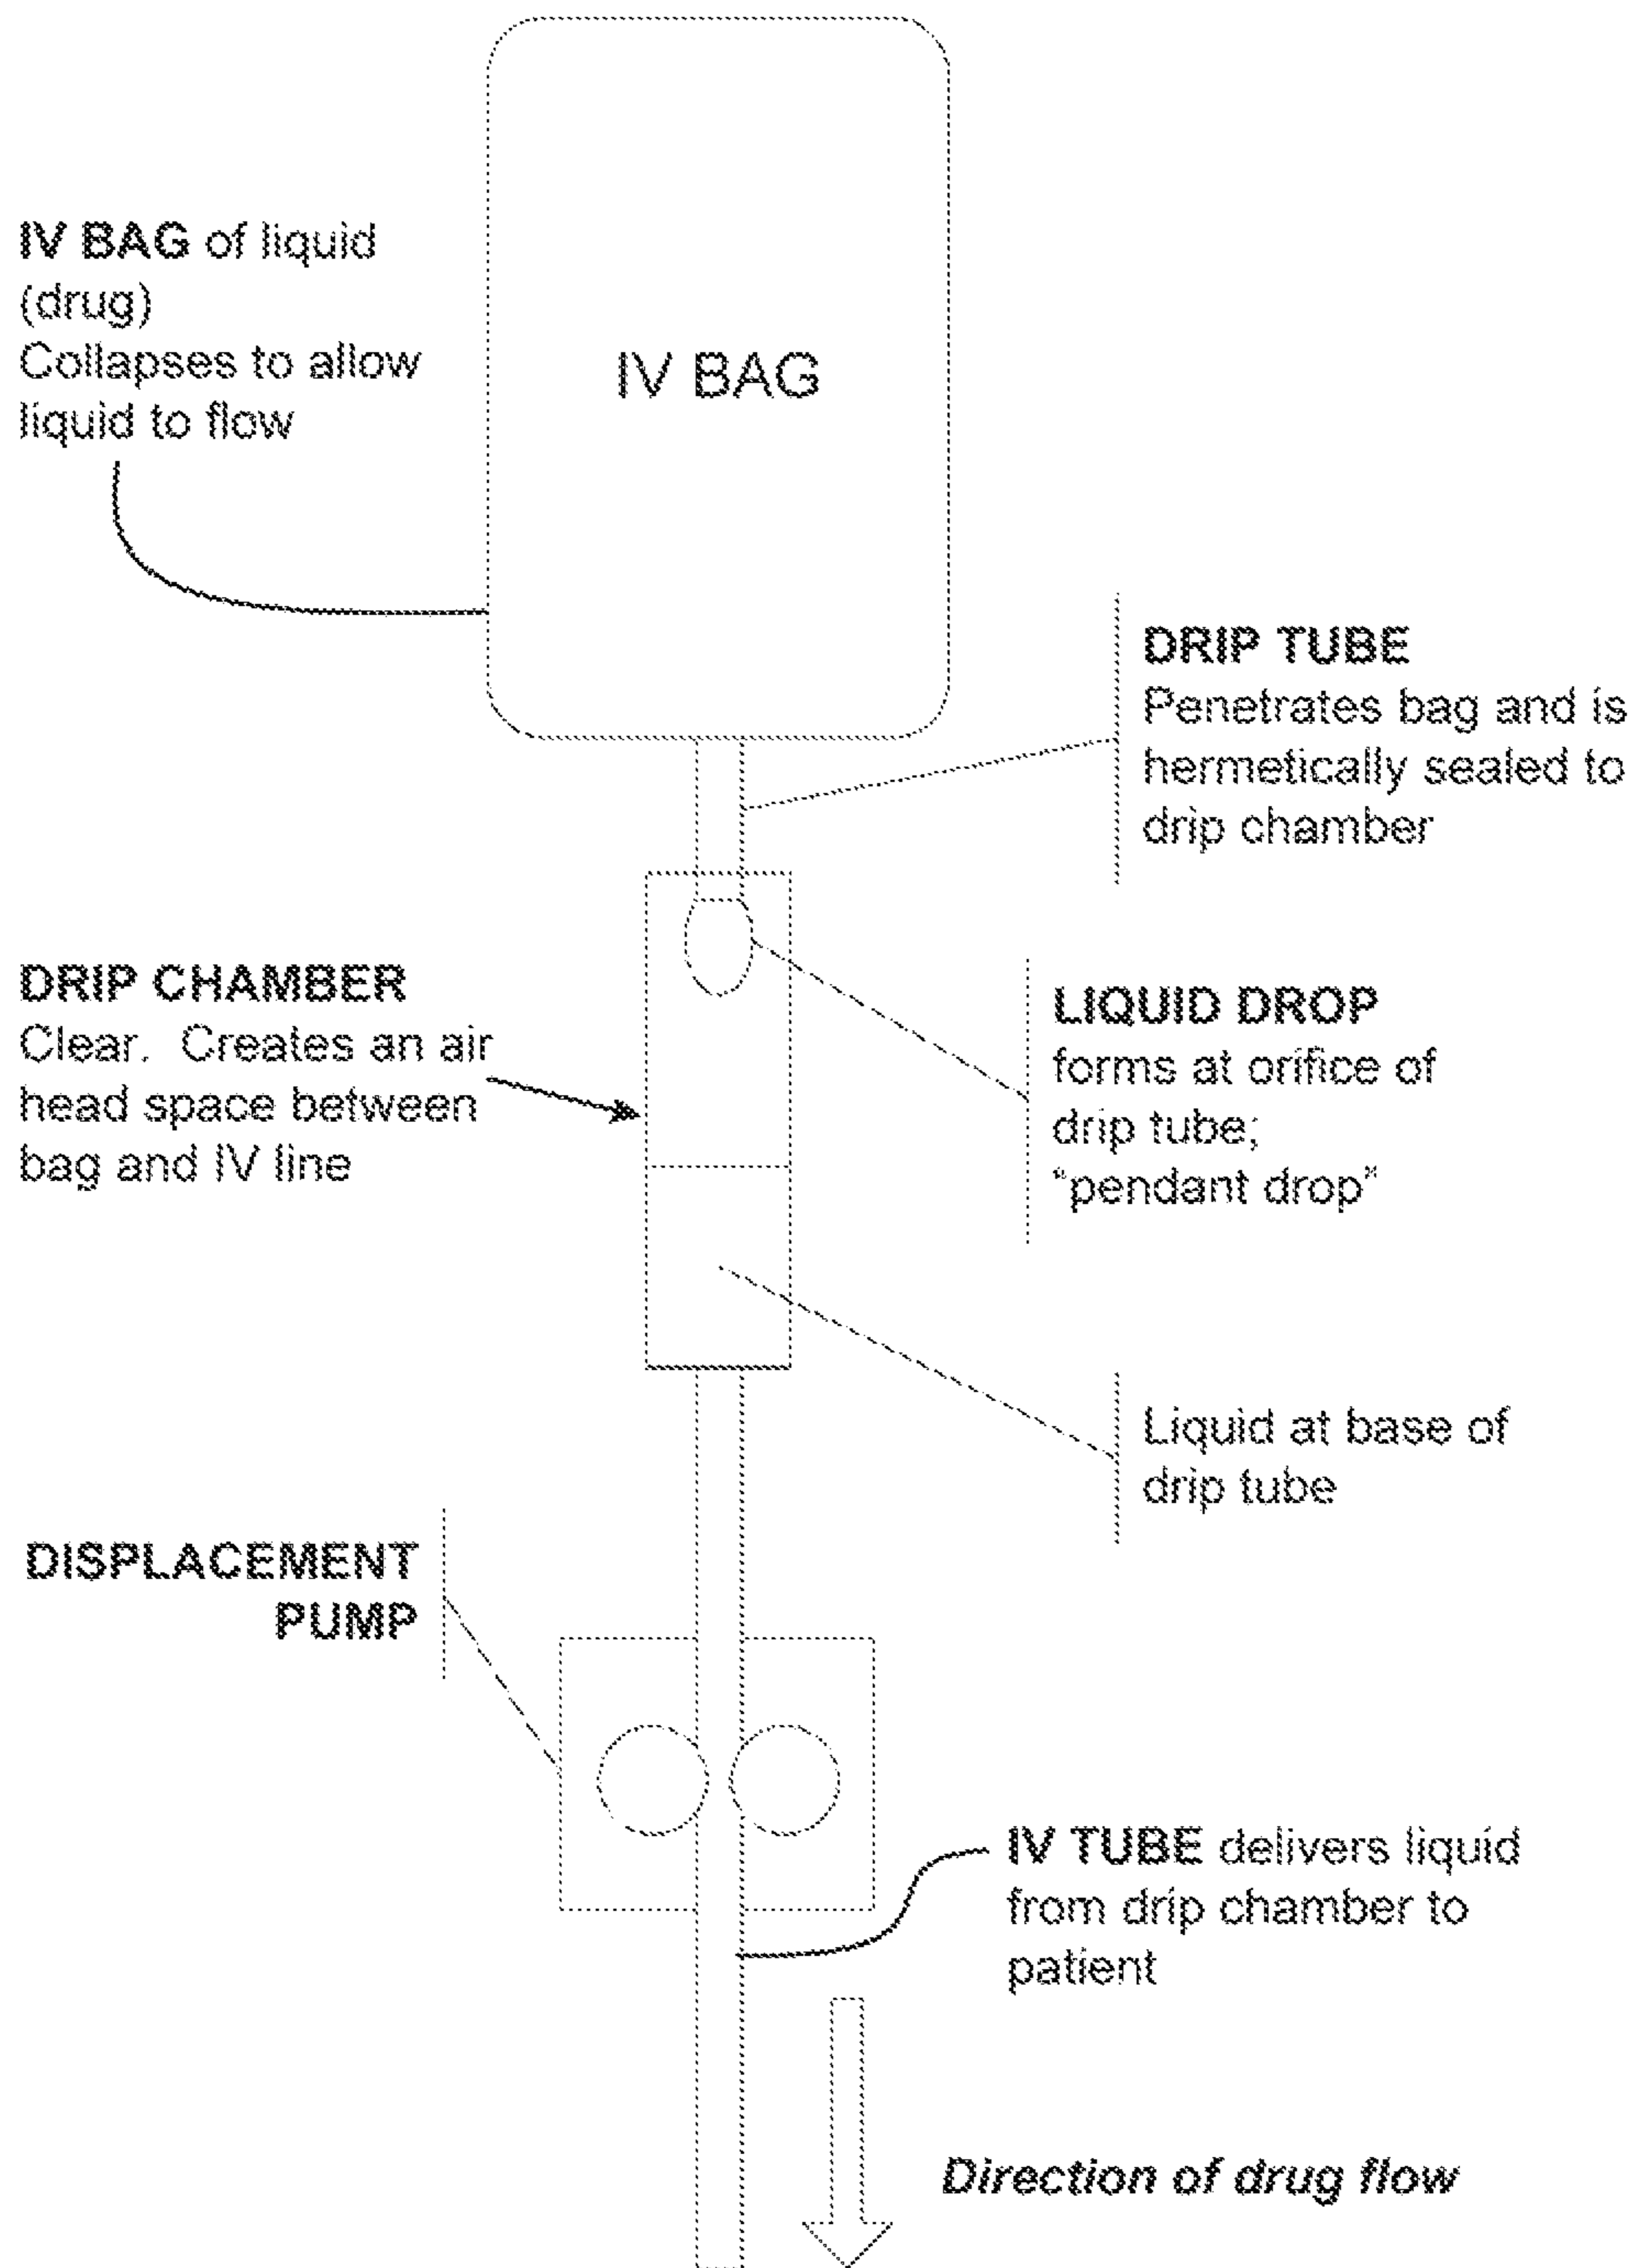 IV BAG of liquid
(drug)
Collapses to allow
liquid to flow
IV BAG
DRIP TUBE
Penetrates bag and is
hermetically sealed to
drip chamber
DRIP CHAMBER
Clear.  Creates an air
head space between
bag and IV line
LIQUID DROP
forms at orifice of
drip tube;
“pendant drop”
Liquid at base of
drip tube
DISPLACEMENT
PUMP
IV TUBE delivers liquid
from drip chamber to
patient
Direction of drug flow